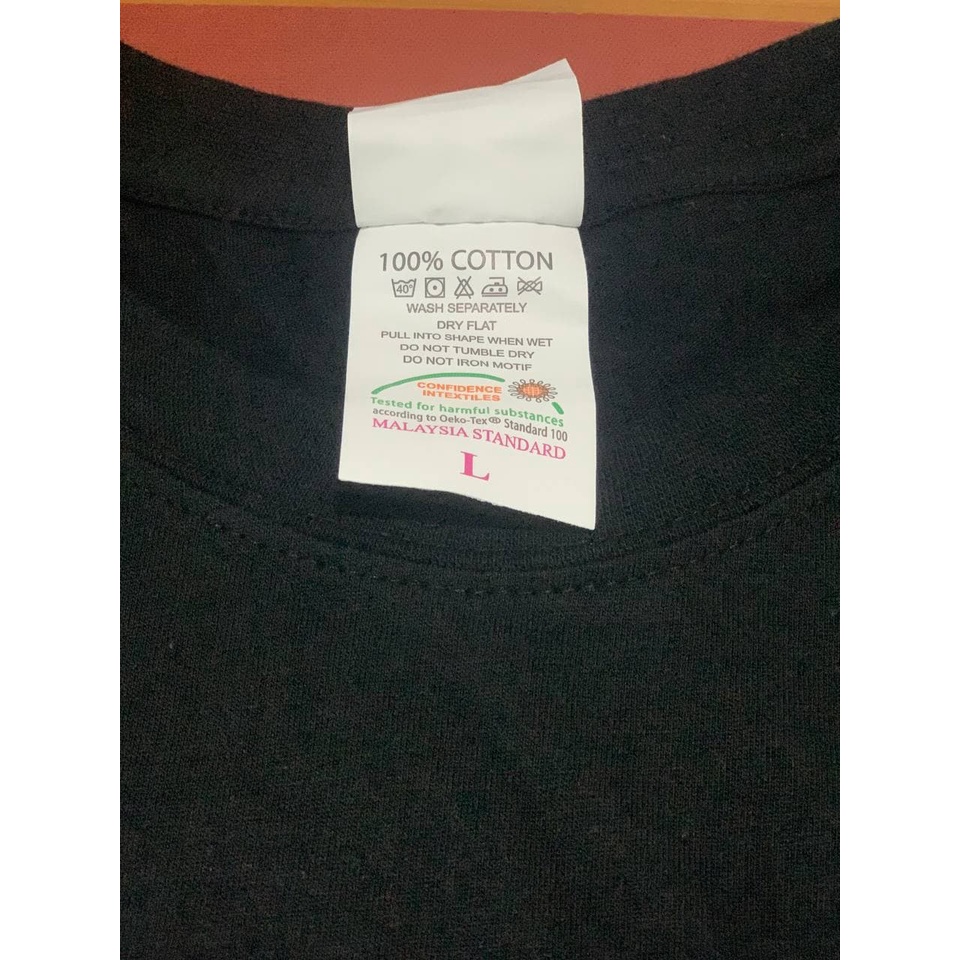 100% COTTON
40°
WASH SEPARATELY
DRY FLAT
PULL INTO SHAPE WHEN WET
DO NOT TUMBLE DRY
DO NOT IRON MOTIF
CONFIDENCE
INTEXTILES
Tested for harmful substances
according to Oeko-Tex® Standard 100
MALAYSIA STANDARD
L